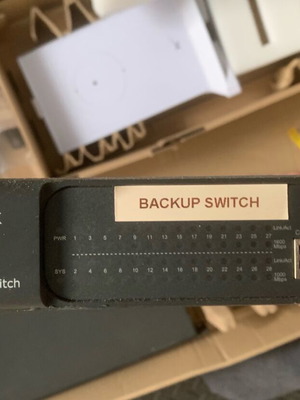 BACKUP SWITCH
PWR 1 3 5 7 9 11 13 15 17 19 21 23 25 27 Link/Act
1000 Mbps
Link/Act
SYS 2 4 6 8 10 12 14 16 18 20 22 24 26 28 1000 Mbps
itch